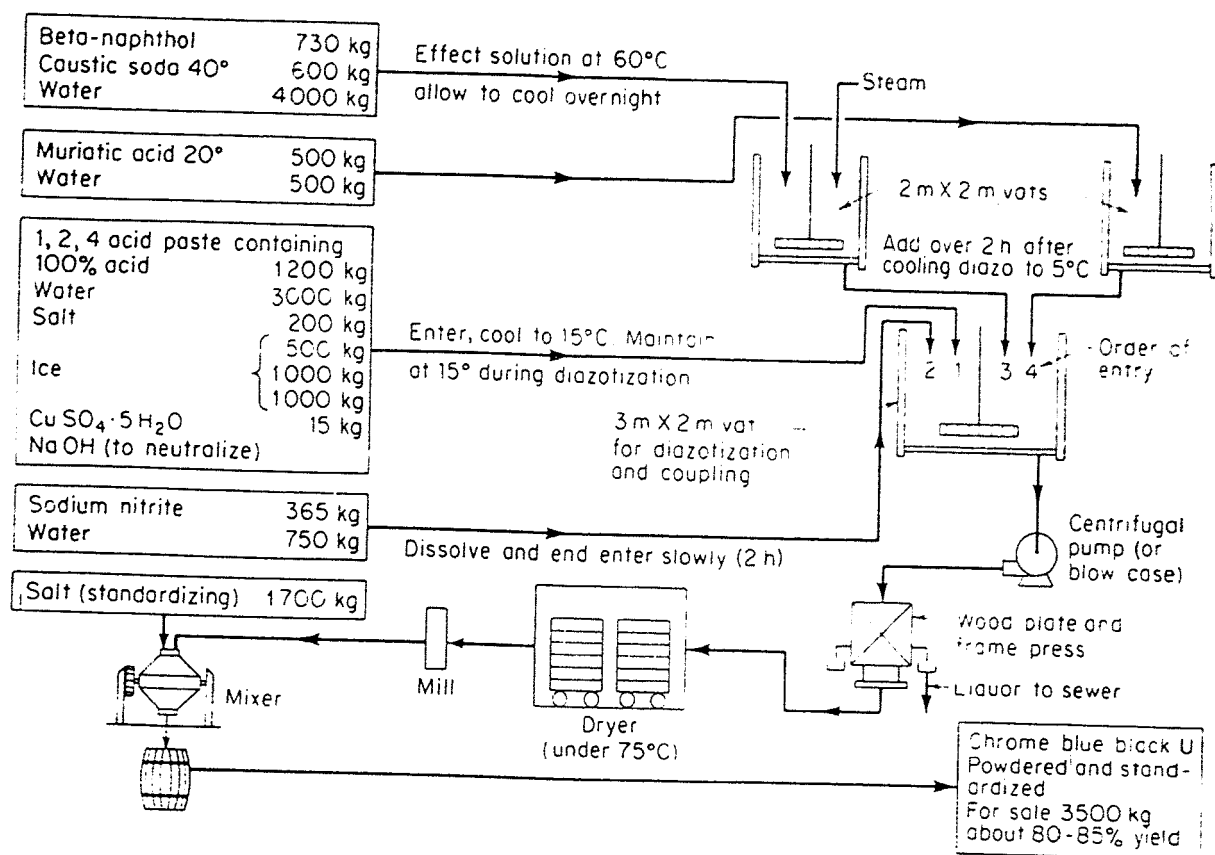 Beta-naphthol 730 kg
Caustic soda 40° 600 kg
Water 4000 kg
Effect solution at 60°C
allow to cool overnight
Steam
Muriatic acid 20° 500 kg
Water 500 kg
2 m X 2 m vats
1, 2, 4 acid paste containing
100% acid 1200 kg
Water 3000 kg
Salt 200 kg
500 kg
Ice 1000 kg
1000 kg
CuSO₄·5H₂O 15 kg
NaOH (to neutralize)
Add over 2 h after
cooling diazo to 5°C
Enter, cool to 15°C. Maintain
at 15° during diazotization
2 1 3 4
Order of
entry
3 m X 2 m vat
for diazotization
and coupling
Sodium nitrite 365 kg
Water 750 kg
Dissolve and end enter slowly (2 h)
Centrifugal
pump (or
blow case)
Salt (standardizing) 1700 kg
Wood plate and
frame press
Liquor to sewer
Mixer
Mill
Dryer
(under 75°C)
Chrome blue black U
Powdered and stand-
ardized
For sale 3500 kg
about 80-85% yield